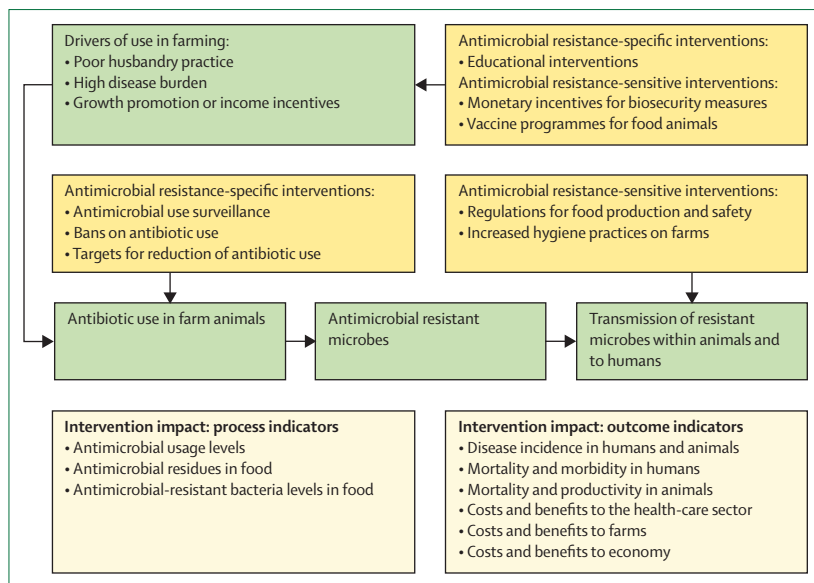 Drivers of use in farming:
• Poor husbandry practice
• High disease burden
• Growth promotion or income incentives
Antimicrobial resistance-specific interventions:
• Educational interventions
Antimicrobial resistance-sensitive interventions:
• Monetary incentives for biosecurity measures
• Vaccine programmes for food animals
Antimicrobial resistance-specific interventions:
• Antimicrobial use surveillance
• Bans on antibiotic use
• Targets for reduction of antibiotic use
Antimicrobial resistance-sensitive interventions:
• Regulations for food production and safety
• Increased hygiene practices on farms
Antibiotic use in farm animals
Antimicrobial resistant
microbes
Transmission of resistant
microbes within animals and
to humans
Intervention impact: process indicators
• Antimicrobial usage levels
• Antimicrobial residues in food
• Antimicrobial-resistant bacteria levels in food
Intervention impact: outcome indicators
• Disease incidence in humans and animals
• Mortality and morbidity in humans
• Mortality and productivity in animals
• Costs and benefits to the health-care sector
• Costs and benefits to farms
• Costs and benefits to economy